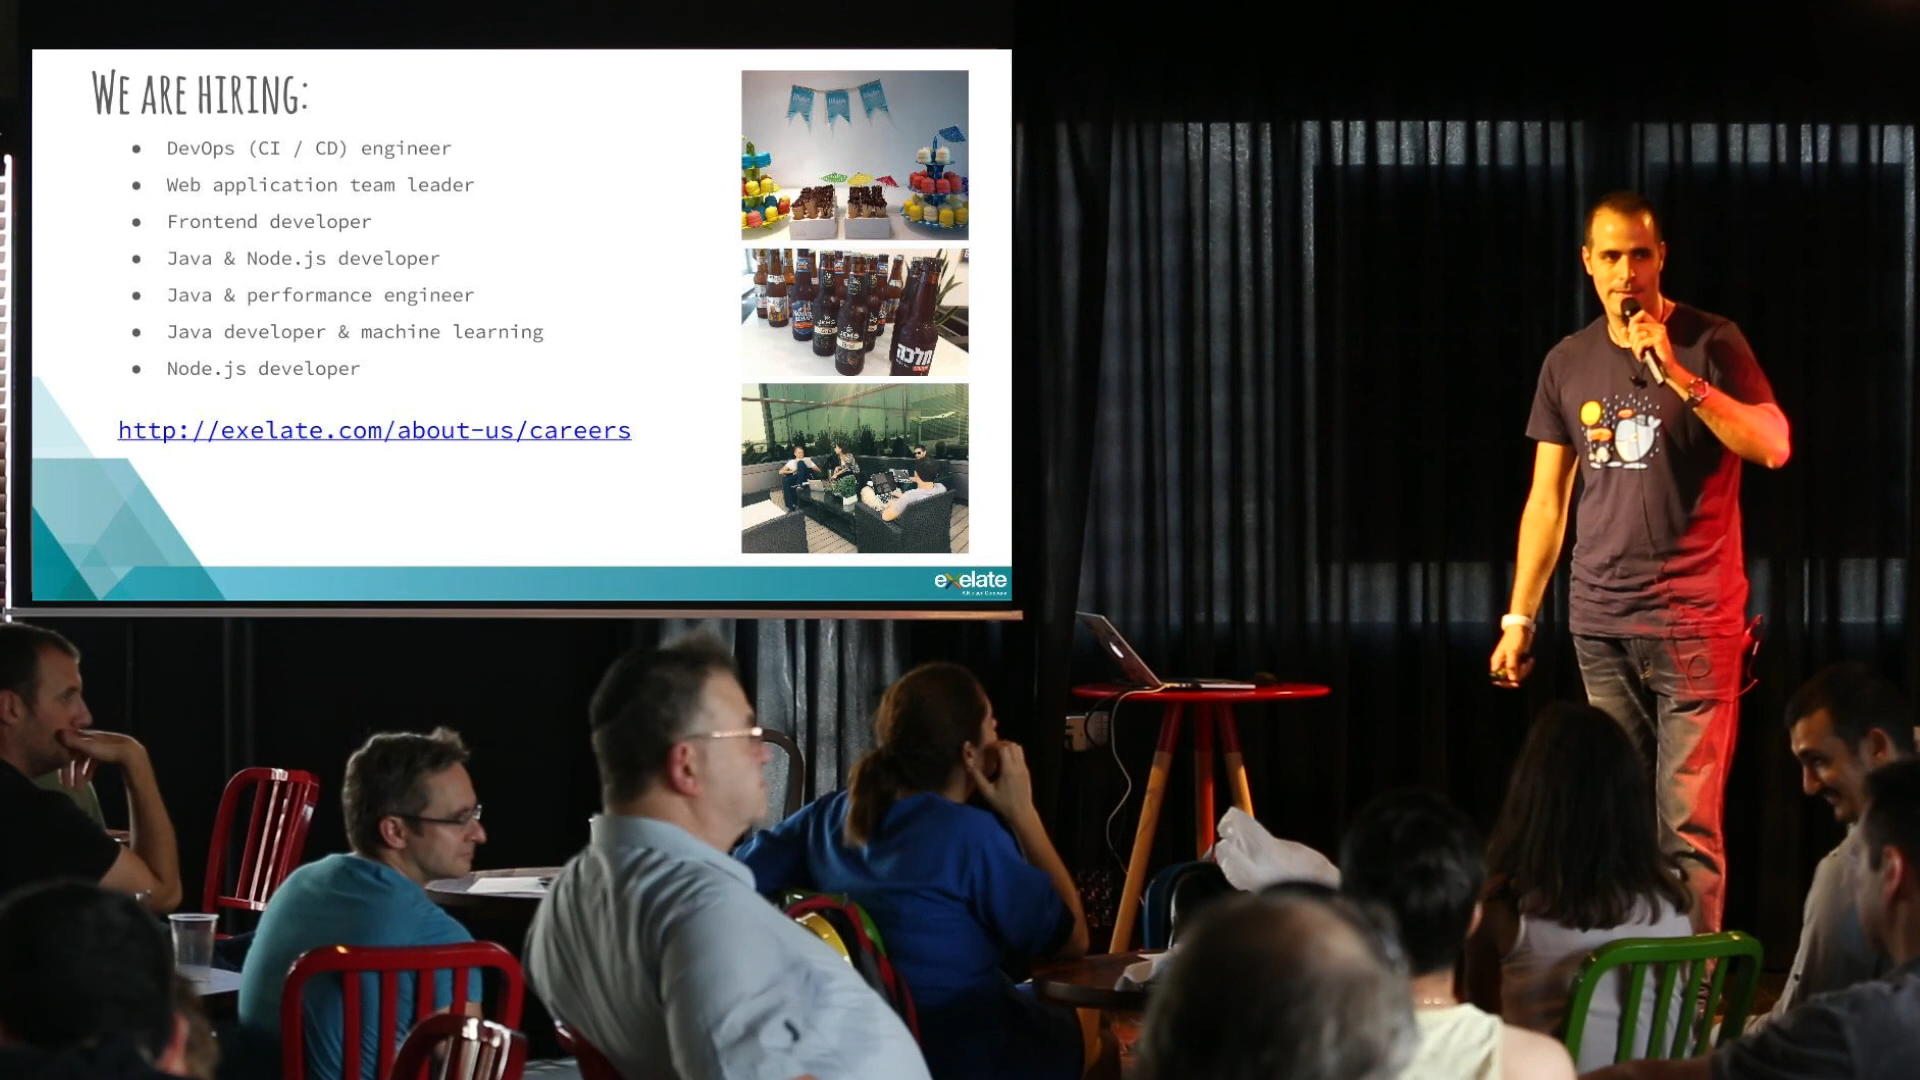 WE ARE HIRING:
● DevOps (CI / CD) engineer
● Web application team leader
● Frontend developer
● Java & Node.js developer
● Java & performance engineer
● Java developer & machine learning
● Node.js developer
http://exelate.com/about-us/careers
exelate
מלכה